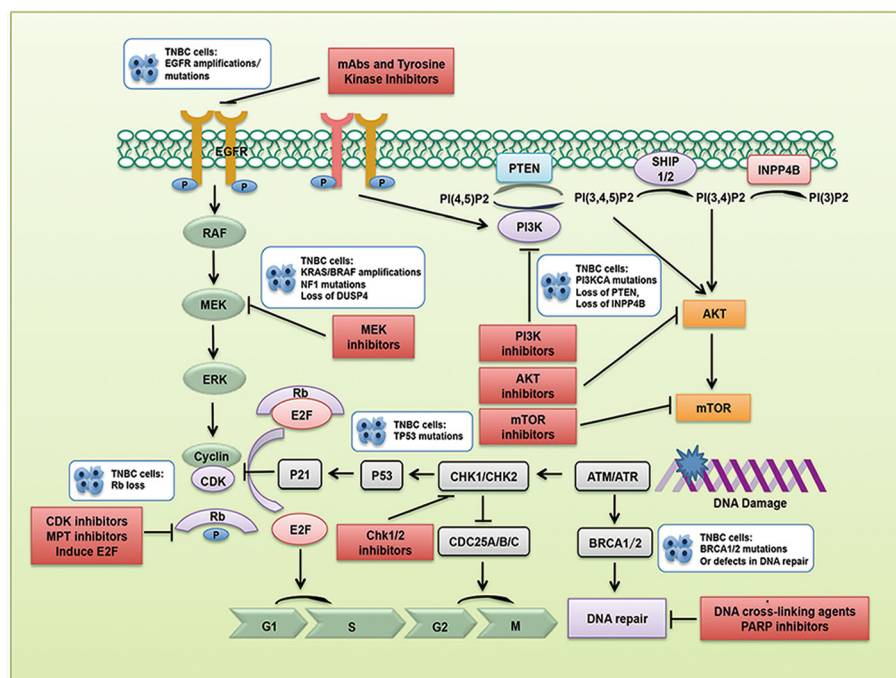 TNBC cells:
EGFR amplifications/
mutations
mAbs and Tyrosine
Kinase Inhibitors
EGFR
P
P
P
P
PTEN
SHIP
1/2
INPP4B
PI(4,5)P2
PI(3,4,5)P2
PI(3,4)P2
PI(3)P2
PI3K
RAF
TNBC cells:
KRAS/BRAF amplifications
NF1 mutations
Loss of DUSP4
TNBC cells:
PI3KCA mutations
Loss of PTEN,
Loss of INPP4B
MEK
MEK
inhibitors
PI3K
inhibitors
AKT
ERK
AKT
inhibitors
Rb
E2F
TNBC cells:
TP53 mutations
mTOR
inhibitors
mTOR
Cyclin
CDK
TNBC cells:
Rb loss
P21
P53
CHK1/CHK2
ATM/ATR
DNA Damage
CDK inhibitors
MPT inhibitors
Induce E2F
Rb
P
E2F
Chk1/2
inhibitors
CDC25A/B/C
BRCA1/2
TNBC cells:
BRCA1/2 mutations
Or defects in DNA repair
G1
S
G2
M
DNA repair
DNA cross-linking agents
PARP inhibitors